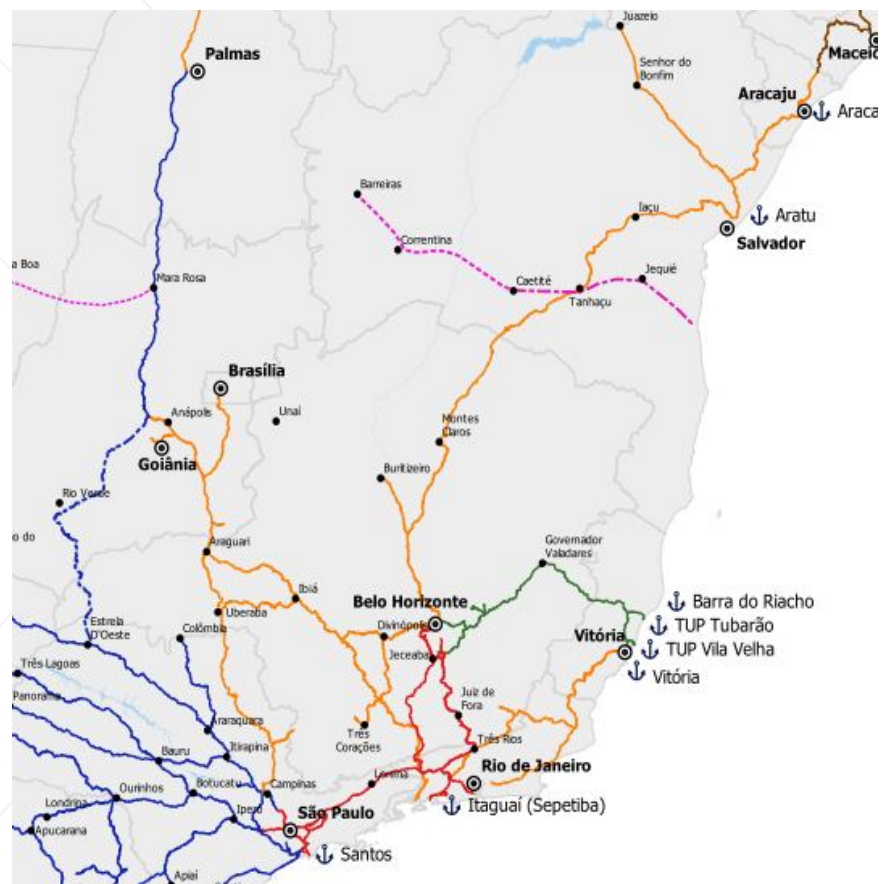 Juazeio
Palmas
Maceió
Senhor do
Bonfim
Aracaju
Araca
Barreiras
Iaçu
Aratu
Salvador
Correntina
a Boa
Mara Rosa
Caetité
Jequié
Tanhaçu
Brasília
Anápolis
Unaí
Montes
Claros
Goiânia
Buritizeiro
Rio Verde
o do
Araguari
Governador
Valadares
Ibiá
Belo Horizonte
Barra do Riacho
Uberaba
Estrela
D'Oeste
Colômbia
Divinópolis
TUP Tubarão
Vitória
TUP Vila Velha
Jeceaba
Três Lagoas
Vitória
Panorama
Juiz de
Fora
Araraquara
Três
Corações
Três Rios
Bauru
Itirapina
Rio de Janeiro
Ourinhos
Botucatu
Campinas
Lorena
Itaguaí (Sepetiba)
Londrina
Iperó
São Paulo
Apucarana
Santos
Apiaí